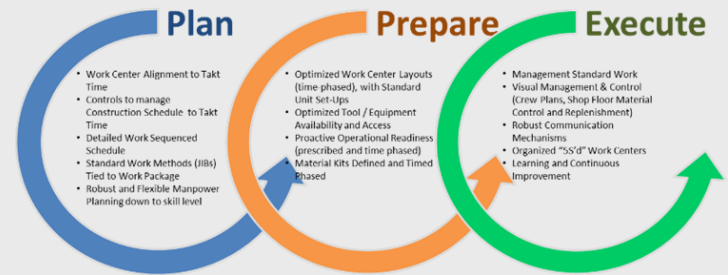 Plan
• Work Center Alignment to Takt
Time
• Controls to manage
Construction Schedule to Takt
Time
• Detailed Work Sequenced
Schedule
• Standard Work Methods (JIBs)
Tied to Work Package
• Robust and Flexible Manpower
Planning down to skill level
Prepare
• Optimized Work Center Layouts
(time-phased), with Standard
Unit Set-Ups
• Optimized Tool / Equipment
Availability and Access
• Proactive Operational Readiness
(prescribed and time phased)
• Material Kits Defined and Timed
Phased
Execute
• Management Standard Work
• Visual Management & Control
(Crew Plans, Shop Floor Material
Control and Replenishment)
• Robust Communication
Mechanisms
• Organized "5S'd" Work Centers
• Learning and Continuous
Improvement